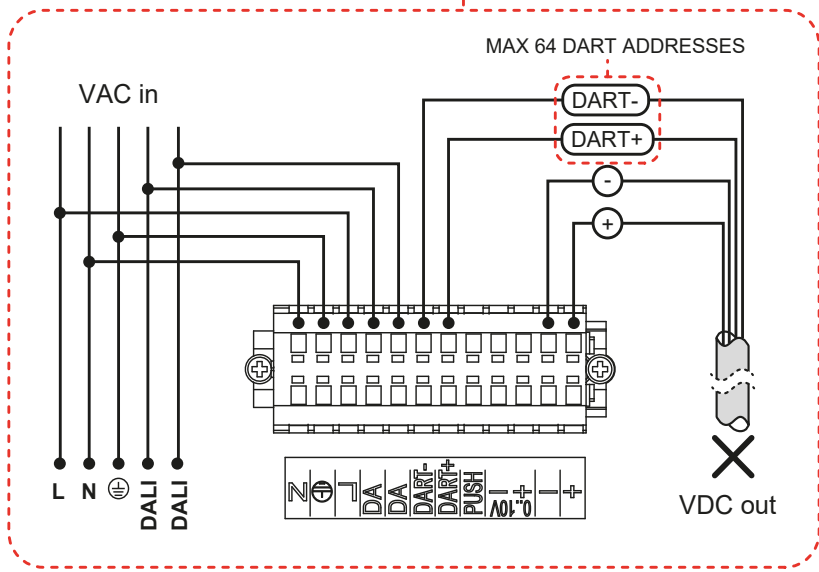 MAX 64 DART ADDRESSES
VAC in
DART-
DART+
-
+
L N DALI DALI
N L DA DA DART- DART+ PUSH - + 0..10V - +
VDC out